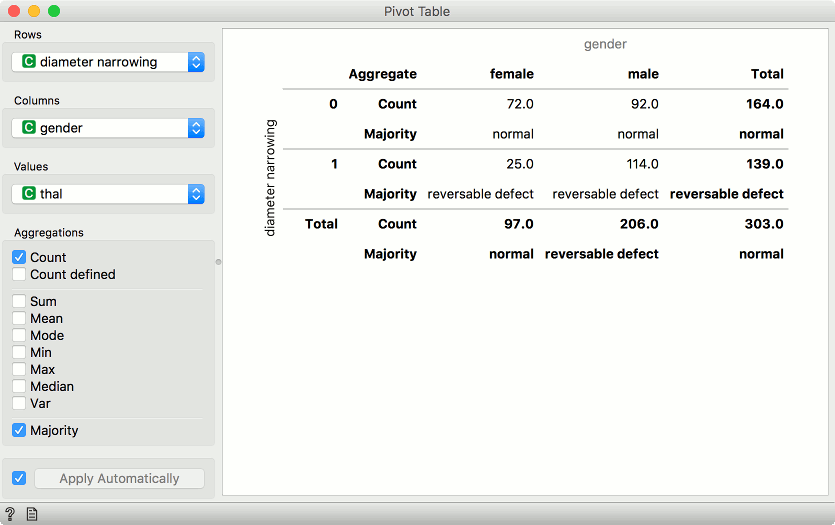 Pivot Table
Rows
C diameter narrowing
Columns
C gender
Values
C thal
Aggregations
Count
Count defined
Sum
Mean
Mode
Min
Max
Median
Var
Majority
Apply Automatically
?
gender
Aggregate female male Total
diameter narrowing
0 Count 72.0 92.0 164.0
Majority normal normal normal
1 Count 25.0 114.0 139.0
Majority reversable defect reversable defect reversable defect
Total Count 97.0 206.0 303.0
Majority normal reversable defect normal